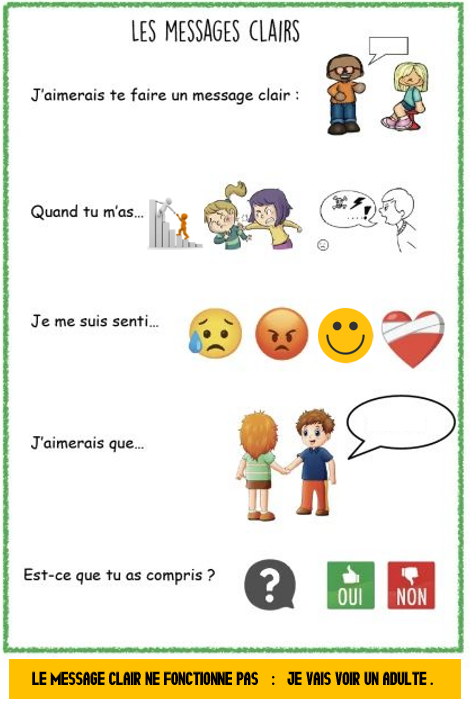 LES MESSAGES CLAIRS
J'aimerais te faire un message clair :
Quand tu m'as...
Je me suis senti...
J'aimerais que...
Est-ce que tu as compris ?
?
OUI
NON
LE MESSAGE CLAIR NE FONCTIONNE PAS : JE VAIS VOIR UN ADULTE .